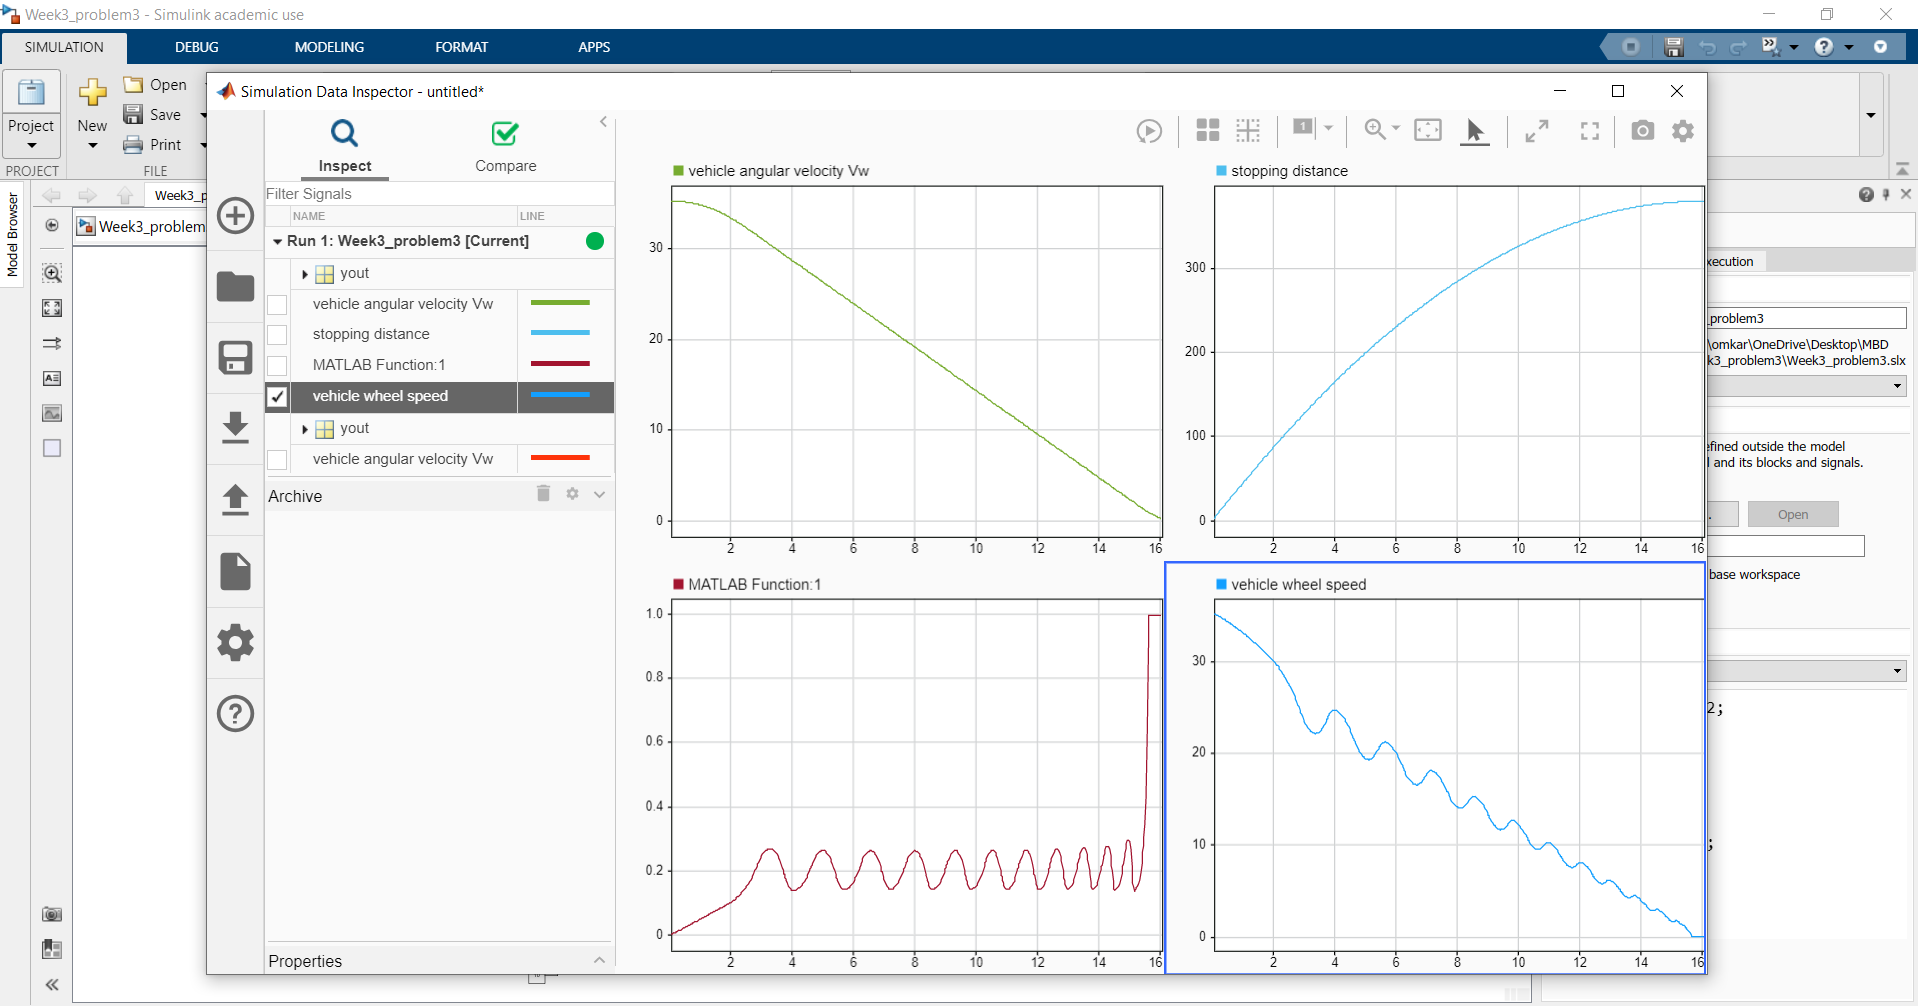 Week3_problem3 - Simulink academic use
SIMULATION
DEBUG
MODELING
FORMAT
APPS
Project
PROJECT
New
Open
Save
Print
FILE
Model Browser
Week3_p
Week3_problem
Simulation Data Inspector - untitled*
Inspect
Compare
1
Filter Signals
NAME
LINE
Run 1: Week3_problem3 [Current]
yout
vehicle angular velocity Vw
stopping distance
MATLAB Function:1
vehicle wheel speed
yout
vehicle angular velocity Vw
Archive
Properties
vehicle angular velocity Vw
30
20
10
0
2 4 6 8 10 12 14 16
stopping distance
300
200
100
0
2 4 6 8 10 12 14 16
MATLAB Function:1
1.0
0.8
0.6
0.4
0.2
0
2 4 6 8 10 12 14 16
vehicle wheel speed
30
20
10
0
2 4 6 8 10 12 14 16
xecution
_problem3
\omkar\OneDrive\Desktop\MBD
k3_problem3\Week3_problem3.slx
efined outside the model
l and its blocks and signals.
Open
base workspace
2;
;